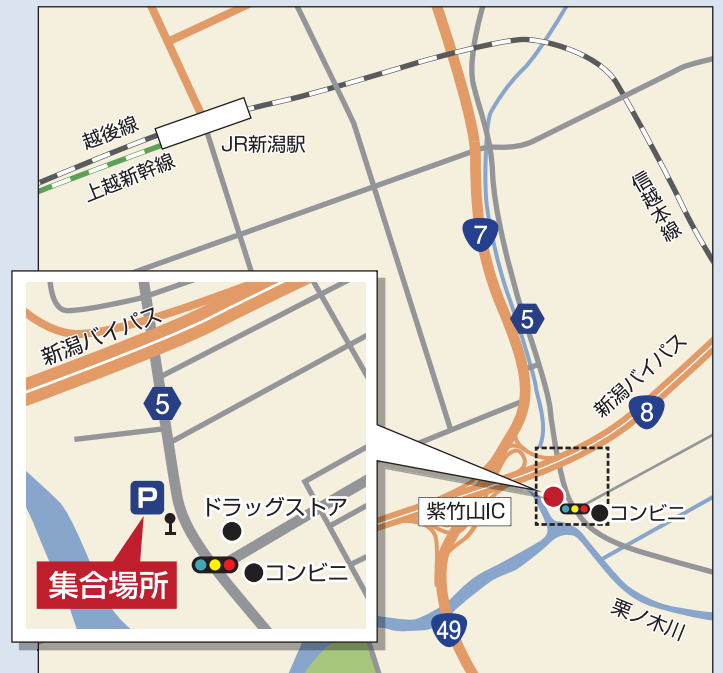 越後線
JR新潟駅
上越新幹線
信越本線
7
5
新潟バイパス
8
紫竹山IC
コンビニ
栗ノ木川
49
新潟バイパス
5
P
ドラッグストア
コンビニ
集合場所